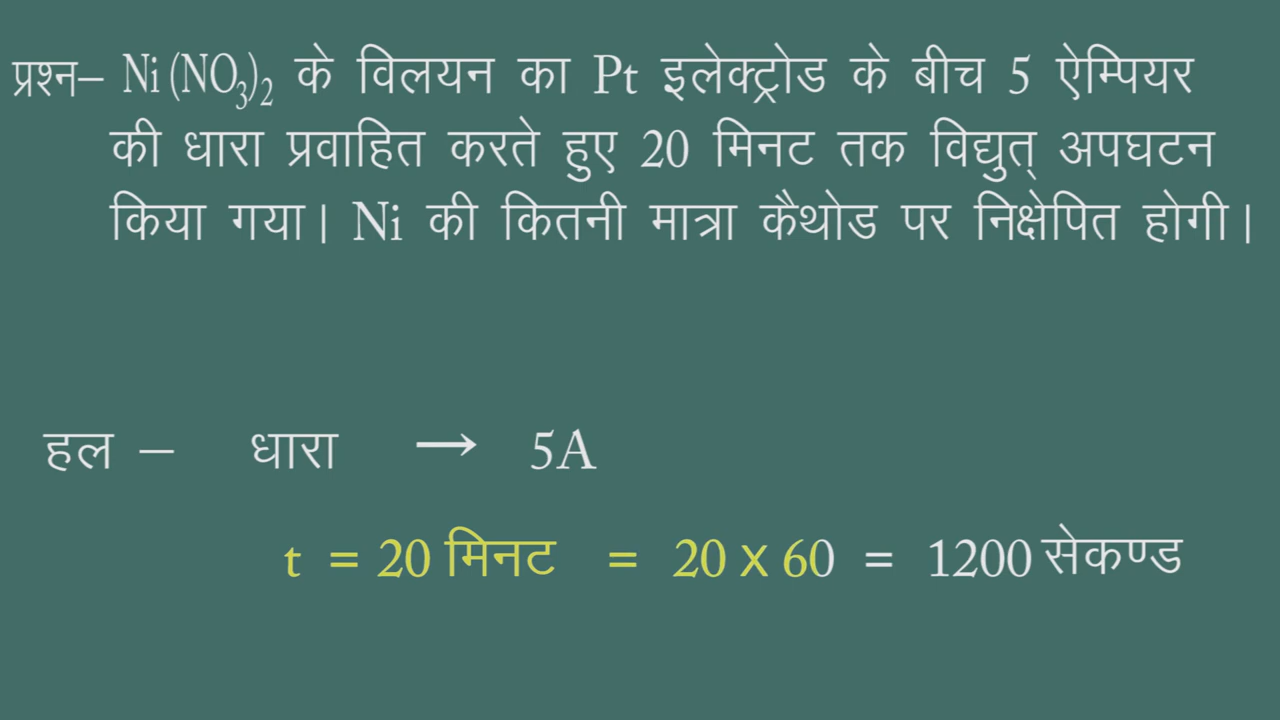 प्रश्न– Ni(NO₃)₂ के विलयन का Pt इलेक्ट्रोड के बीच 5 ऐम्पियर
की धारा प्रवाहित करते हुए 20 मिनट तक विद्युत् अपघटन
किया गया। Ni की कितनी मात्रा कैथोड पर निक्षेपित होगी।
हल – धारा → 5A
t = 20 मिनट = 20 x 60 = 1200 सेकण्ड